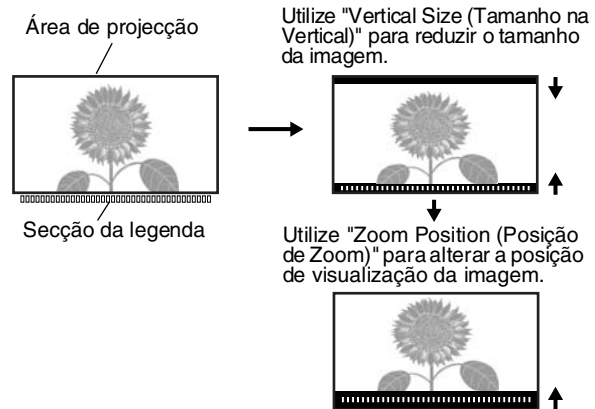 Área de projecção
Secção da legenda
Utilize "Vertical Size (Tamanho na
Vertical)" para reduzir o tamanho
da imagem.
Utilize "Zoom Position (Posição
de Zoom)" para alterar a posição
de visualização da imagem.